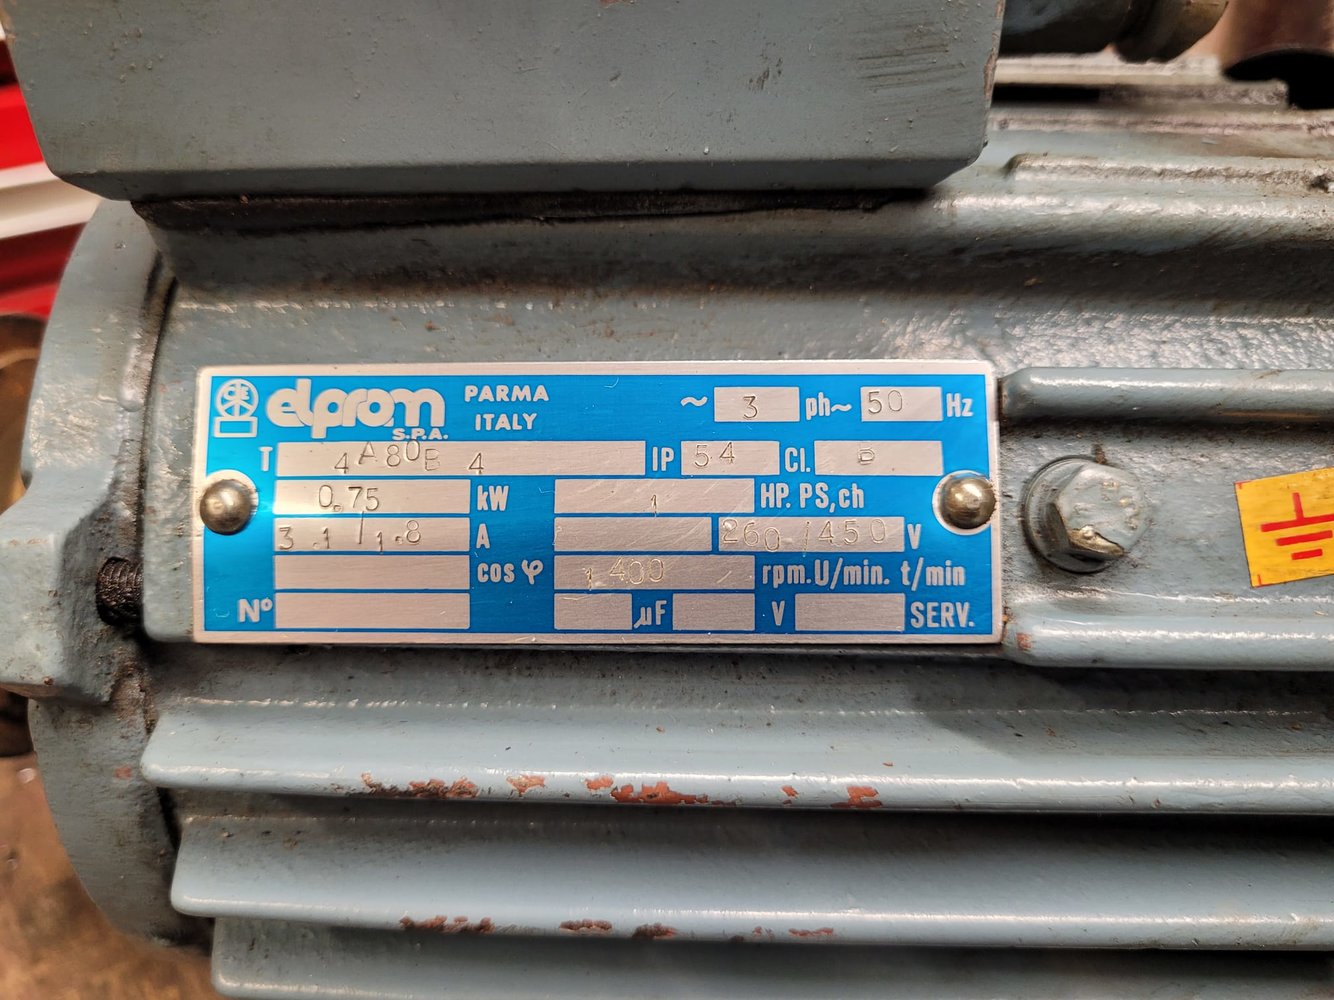 elprom
S.P.A.
PARMA
ITALY
~ 3 ph~ 50 Hz
T 4A80B 4 IP 54 Cl.
0.75 kW 1 HP. PS,ch
3.1/1.8 A 260/450 V
cos φ 1400 rpm.U/min. t/min
Nº µF V SERV.